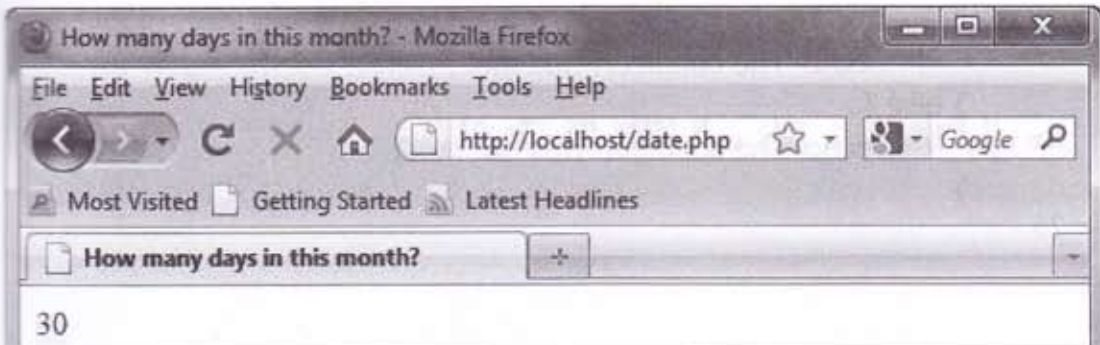 How many days in this month? - Mozilla Firefox
File Edit View History Bookmarks Tools Help
http://localhost/date.php Google
Most Visited Getting Started Latest Headlines
How many days in this month?
30